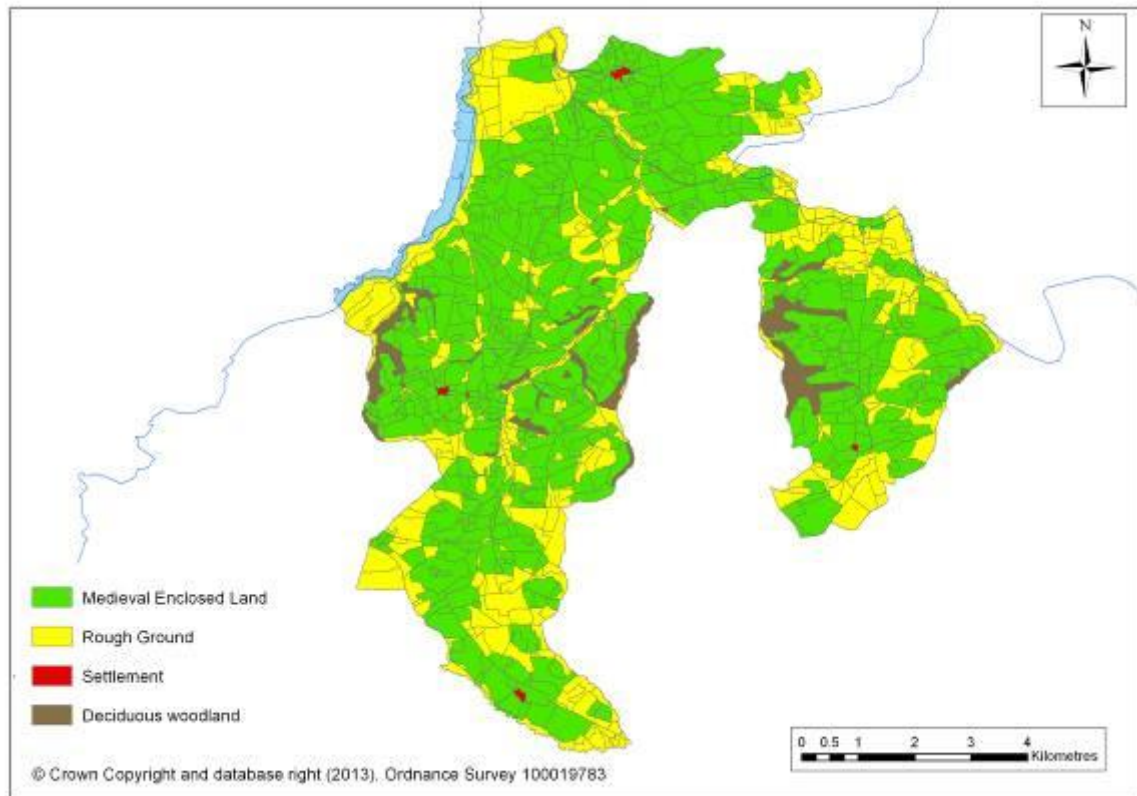 N
Medieval Enclosed Land
Rough Ground
Settlement
Deciduous woodland
0 0.5 1 2 3 4
Kilometres
© Crown Copyright and database right (2013). Ordnance Survey 100019783